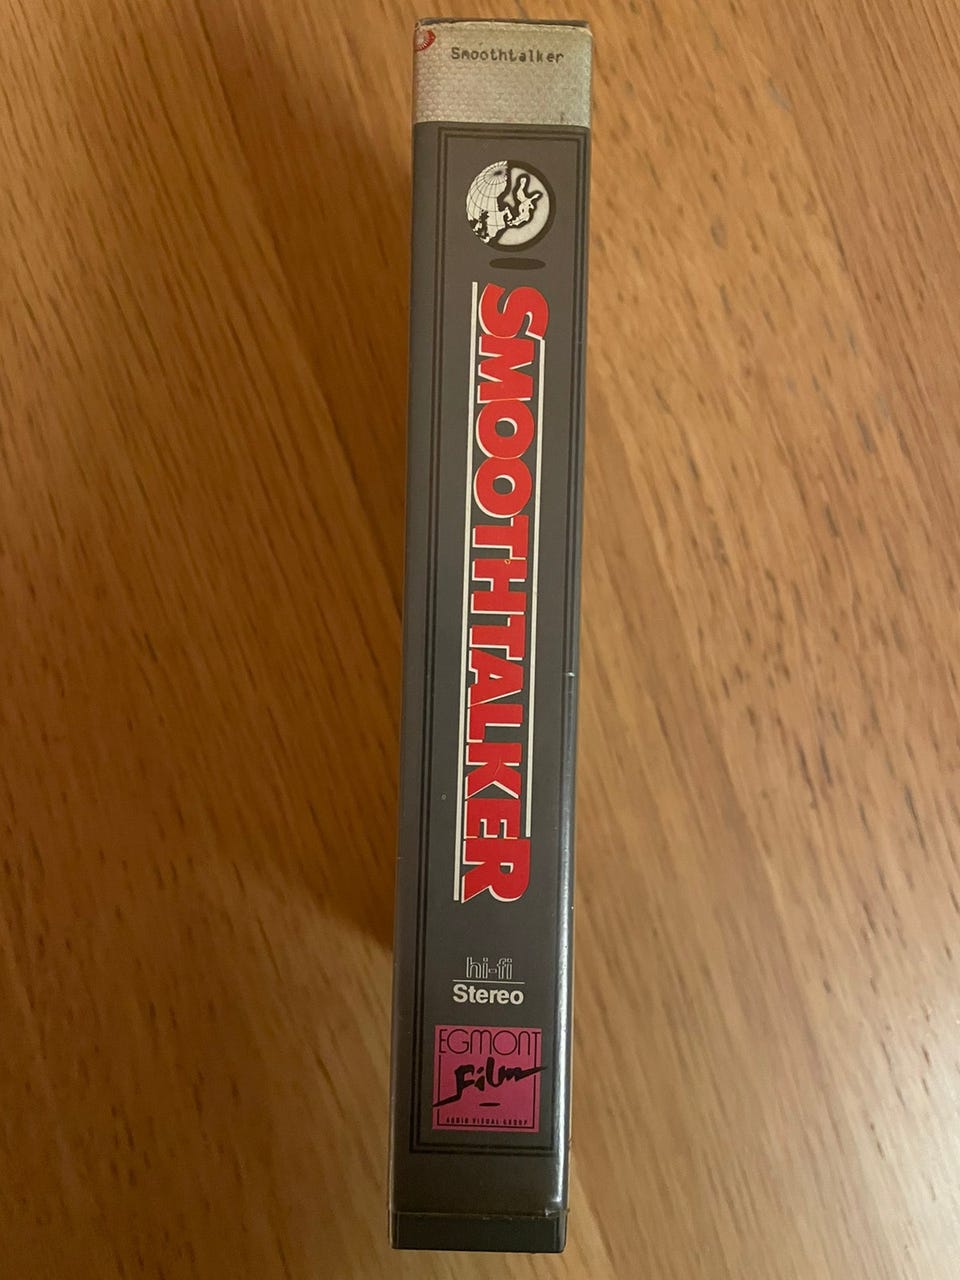 Smoothtalker
SMOOTHTALKER
hi-fi
Stereo
EGMONT
Film
AUDIO VISUAL GROUP